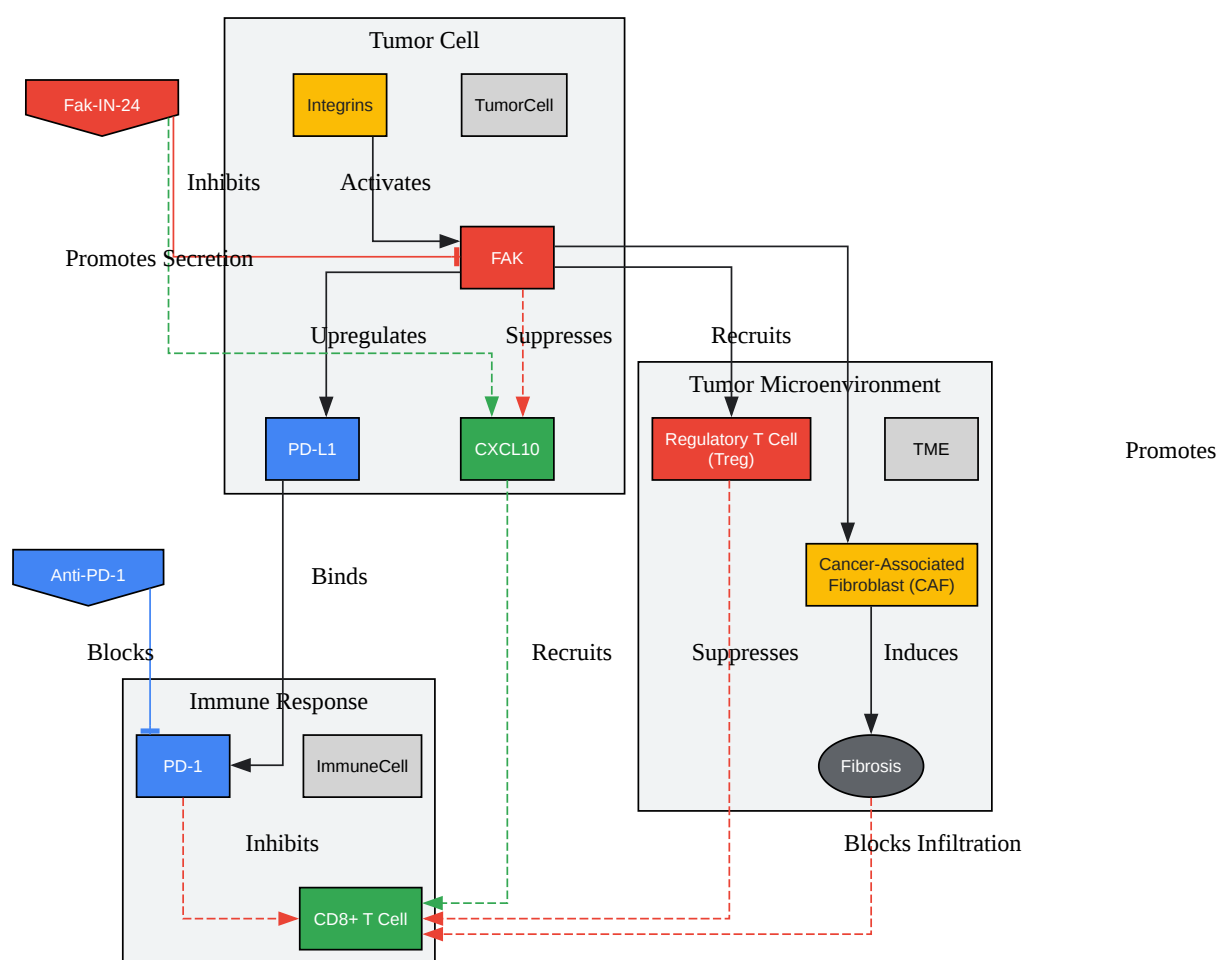 Tumor Cell
Fak-IN-24
Integrins
TumorCell
Inhibits
Activates
Promotes Secretion
FAK
Upregulates
Suppresses
Recruits
Tumor Microenvironment
PD-L1
CXCL10
Regulatory T Cell
(Treg)
TME
Promotes
Anti-PD-1
Binds
Cancer-Associated
Fibroblast (CAF)
Blocks
Recruits
Suppresses
Induces
Immune Response
PD-1
ImmuneCell
Fibrosis
Inhibits
Blocks Infiltration
CD8+ T Cell